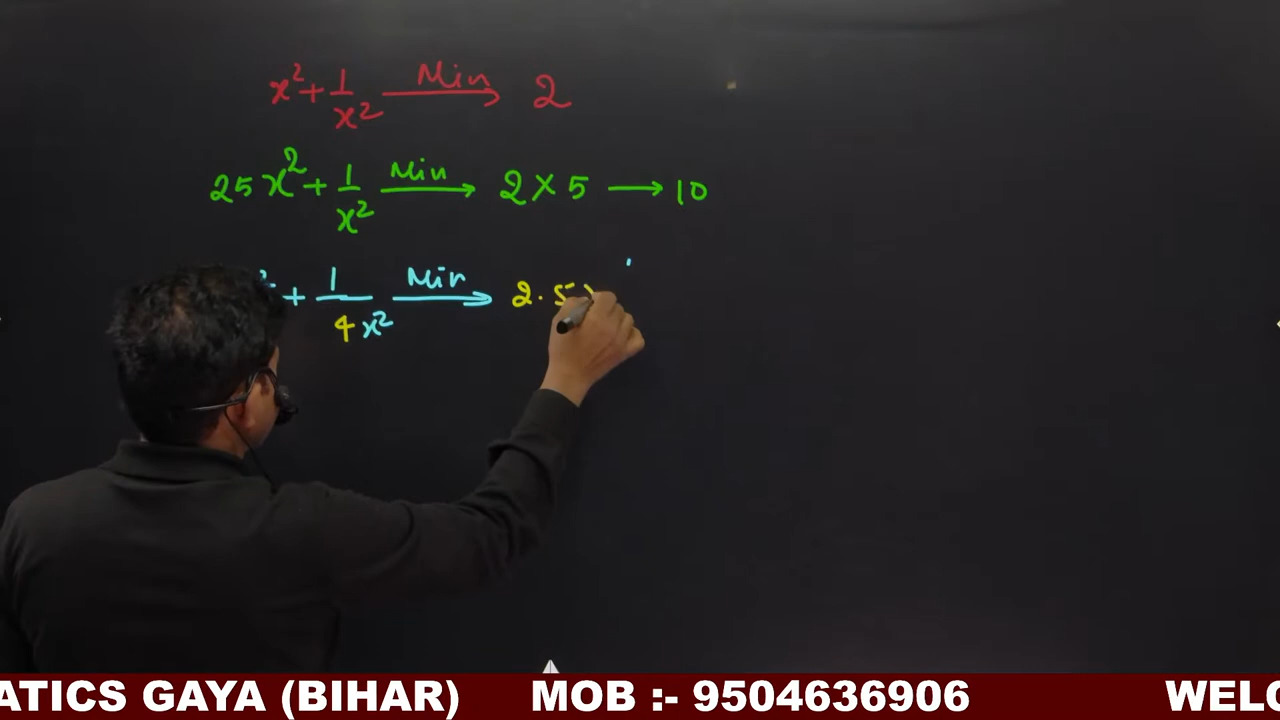 x² + 1/x² Min → 2
25x² + 1/x² Min → 2 × 5 → 10
² + 1/4x² Min → 2·5
ATICS GAYA (BIHAR) MOB :- 9504636906 WELC